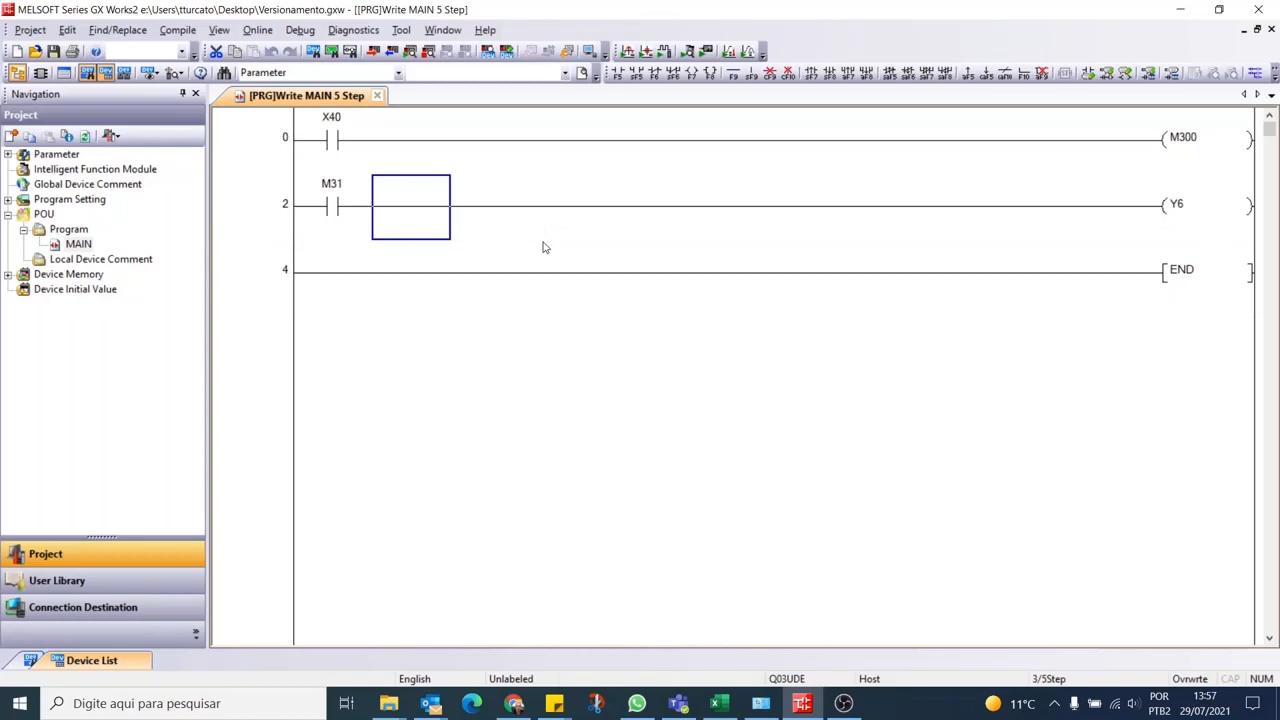 MELSOFT Series GX Works2 e:\Users\tturcato\Desktop\Versionamento.gxw - [[PRG]Write MAIN 5 Step]
Project Edit Find/Replace Compile View Online Debug Diagnostics Tool Window Help
Parameter
Navigation
[PRG]Write MAIN 5 Step
Project
Parameter
Intelligent Function Module
Global Device Comment
Program Setting
POU
Program
MAIN
Local Device Comment
Device Memory
Device Initial Value
X40
0 M300
M31
2 Y6
4 END
Project
User Library
Connection Destination
Device List
English Unlabeled Q03UDE Host 3/5Step Ovrwrte CAP NUM
Digite aqui para pesquisar
11°C
POR
PTB2
13:57
29/07/2021